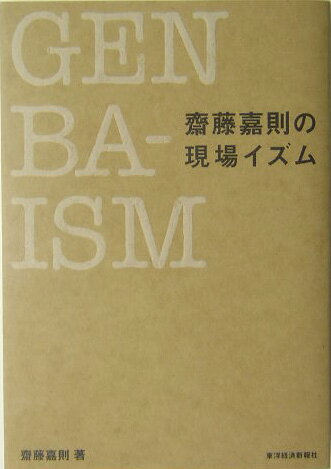 GEN
BA-
ISM
齋藤嘉則の
現場イズム
齋藤嘉則 著
東洋経済新報社